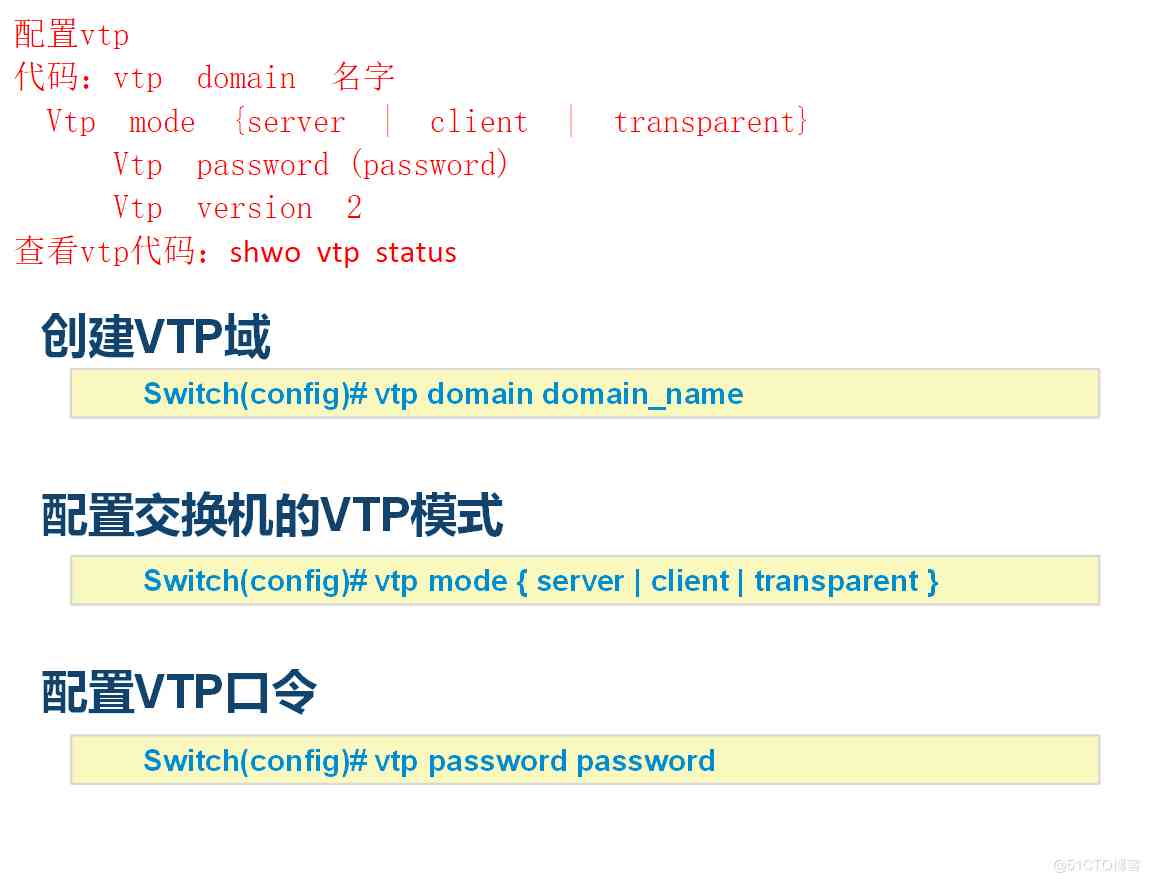 配置vtp
代码：vtp domain 名字
Vtp mode {server | client | transparent}
Vtp password (password)
Vtp version 2
查看vtp代码：shwo vtp status
创建VTP域
Switch(config)# vtp domain domain_name
配置交换机的VTP模式
Switch(config)# vtp mode { server | client | transparent }
配置VTP口令
Switch(config)# vtp password password
@51CTO博客